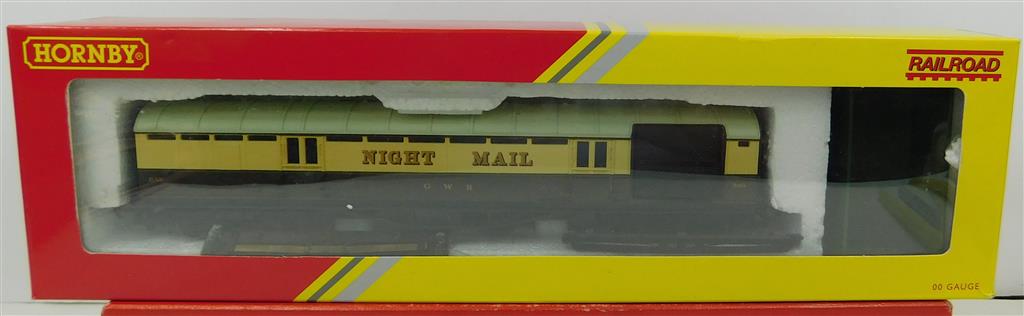 HORNBY®
RAILROAD
NIGHT MAIL
G W R
00 GAUGE